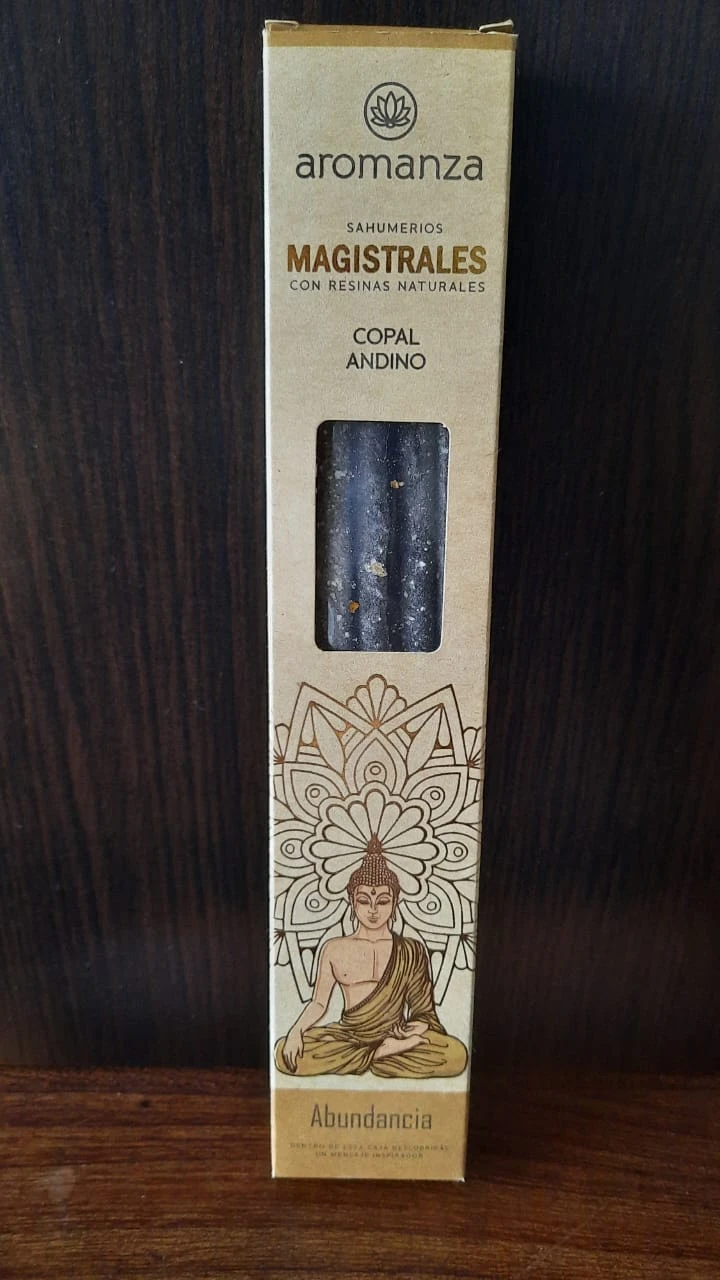 aromanza
SAHUMERIOS
MAGISTRALES
CON RESINAS NATURALES
COPAL
ANDINO
Abundancia
DENTRO DE ESTA CAJA DESCUBRIRÁS
UN MENSAJE INSPIRADOR